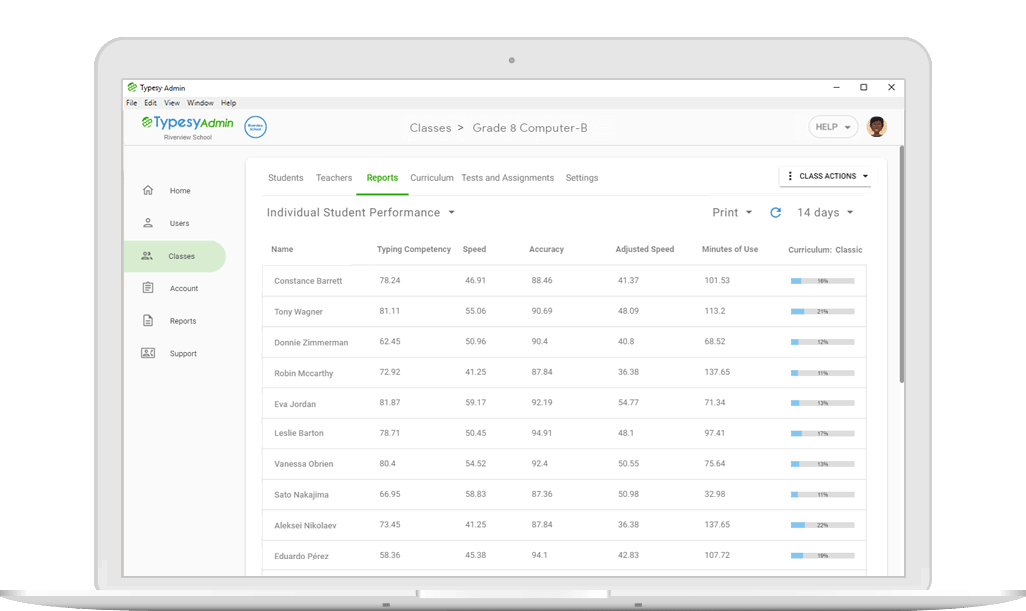 Typesy Admin
File Edit View Window Help
TypesyAdmin
Riverview School
Riverview School
Classes > Grade 8 Computer-B
HELP
Home
Users
Classes
Account
Reports
Support
Students Teachers Reports Curriculum Tests and Assignments Settings
CLASS ACTIONS
Individual Student Performance
Print 14 days
Name Typing Competency Speed Accuracy Adjusted Speed Minutes of Use Curriculum: Classic
Constance Barrett 78.24 46.91 88.46 41.37 101.53 16%
Tony Wagner 81.11 55.06 90.69 48.09 113.2 21%
Donnie Zimmerman 62.45 50.96 90.4 40.8 68.52 12%
Robin Mccarthy 72.92 41.25 87.84 36.38 137.65 11%
Eva Jordan 81.87 59.17 92.19 54.77 71.34 13%
Leslie Barton 78.71 50.45 94.91 48.1 97.41 17%
Vanessa Obrien 80.4 54.52 92.4 50.55 75.64 13%
Sato Nakajima 66.95 58.83 87.36 50.98 32.98 11%
Aleksei Nikolaev 73.45 41.25 87.84 36.38 137.65 22%
Eduardo Pérez 58.36 45.38 94.1 42.83 107.72 19%